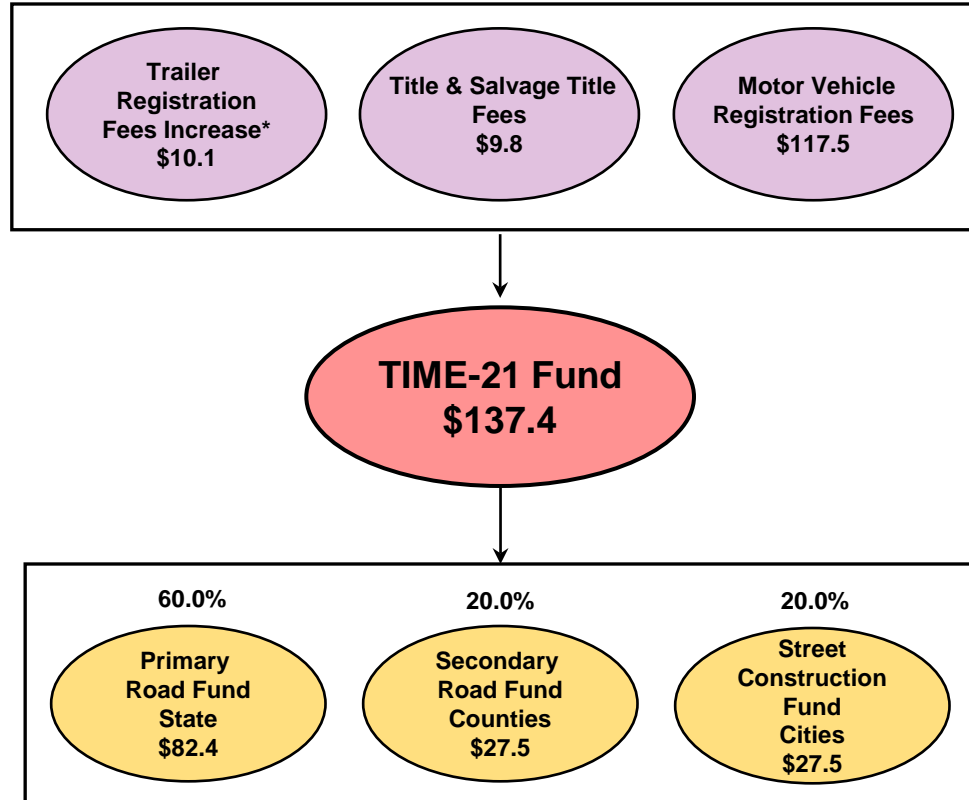 Trailer
Registration
Fees Increase*
$10.1
Title & Salvage Title
Fees
$9.8
Motor Vehicle
Registration Fees
$117.5
TIME-21 Fund
$137.4
60.0%
20.0%
20.0%
Primary
Road Fund
State
$82.4
Secondary
Road Fund
Counties
$27.5
Street
Construction
Fund
Cities
$27.5